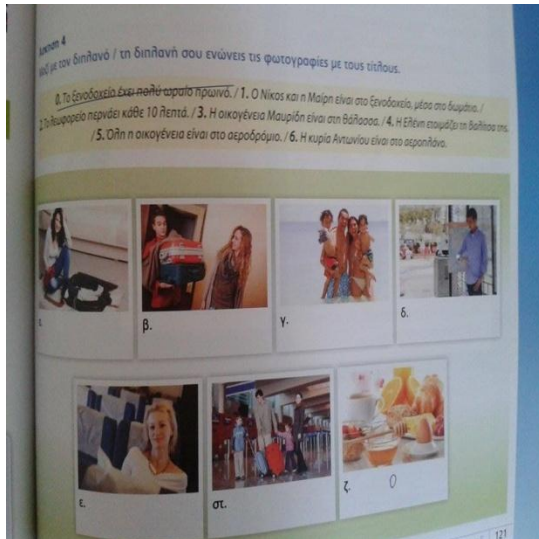 Άσκηση 4
Μαζί με τον διπλανό / τη διπλανή σου ενώνεις τις φωτογραφίες με τους τίτλους.
0. Το ξενοδοχείο έχει πολύ ωραίο πρωινό. / 1. Ο Νίκος και η Μαίρη είναι στο ξενοδοχείο, μέσα στο δωμάτιο. /
2. Το λεωφορείο περνάει κάθε 10 λεπτά. / 3. Η οικογένεια Μαυρίδη είναι στη θάλασσα. / 4. Η Ελένη ετοιμάζει τη βαλίτσα της.
/ 5. Όλη η οικογένεια είναι στο αεροδρόμιο. / 6. Η κυρία Αντωνίου είναι στο αεροπλάνο.
α.
β.
γ.
δ.
ε.
στ.
ζ. 0
121